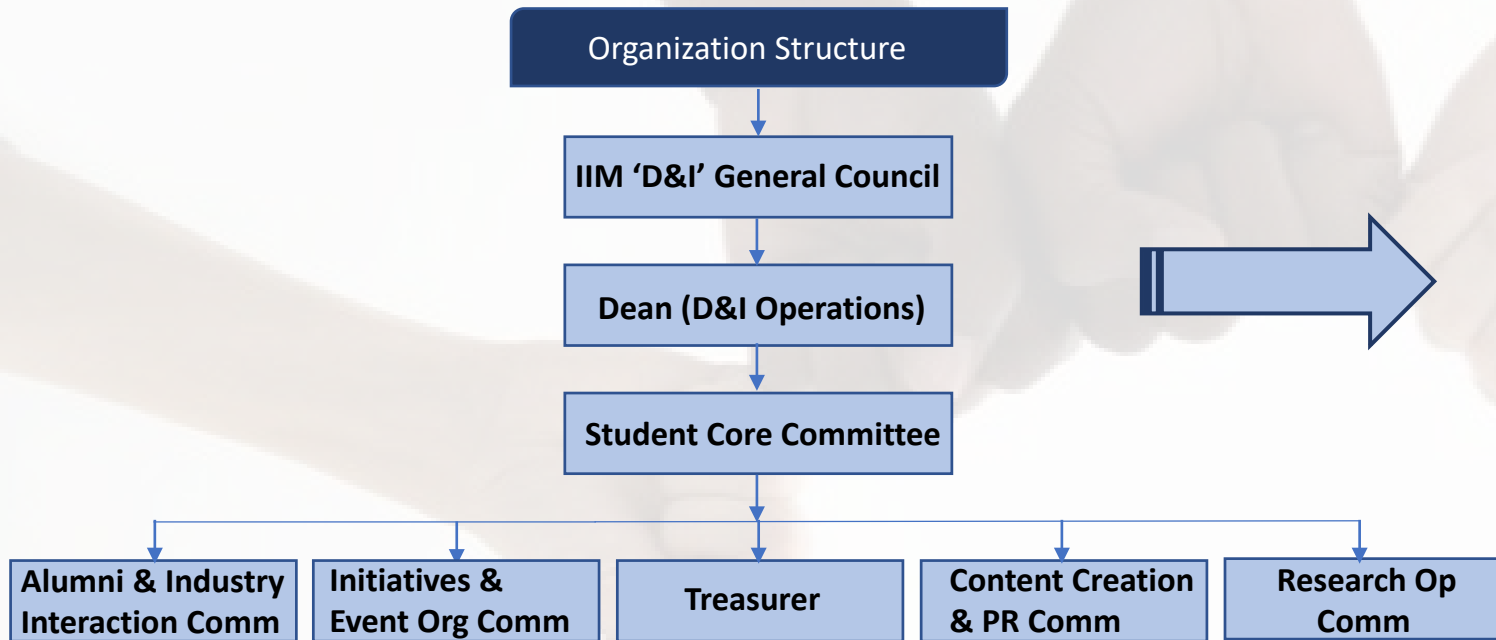 Organization Structure
IIM ‘D&I’ General Council
Dean (D&I Operations)
Student Core Committee
Alumni & Industry
Interaction Comm
Initiatives &
Event Org Comm
Treasurer
Content Creation
& PR Comm
Research Op
Comm